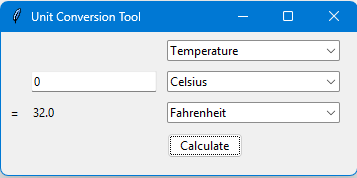 Unit Conversion Tool
Temperature
0 Celsius
= 32.0 Fahrenheit
Calculate